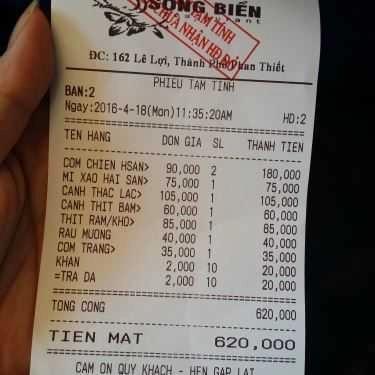 SONG BIỂN
TẠM TÍNH
ĐC: 162 Lê Lợi, Thành Phố Phan Thiết
PHIEU TAM TINH
BAN:2
Ngay:2016-4-18(Mon)11:35:20AM HD:2
TEN HANG DON GIA SL THANH TIEN
COM CHIEN HSAN> 90,000 2 180,000
MI XAO HAI SAN> 75,000 1 75,000
CANH THAC LAC> 105,000 1 105,000
CANH THIT BAM> 60,000 1 60,000
THIT RAM/KHO> 85,000 1 85,000
RAU MUONG 40,000 1 40,000
COM TRANG> 35,000 1 35,000
KHAN 2,000 10 20,000
=TRA DA 2,000 10 20,000
TONG CONG 620,000
TIEN MAT 620,000
CAM ON QUY KHACH - HEN GAP LAI